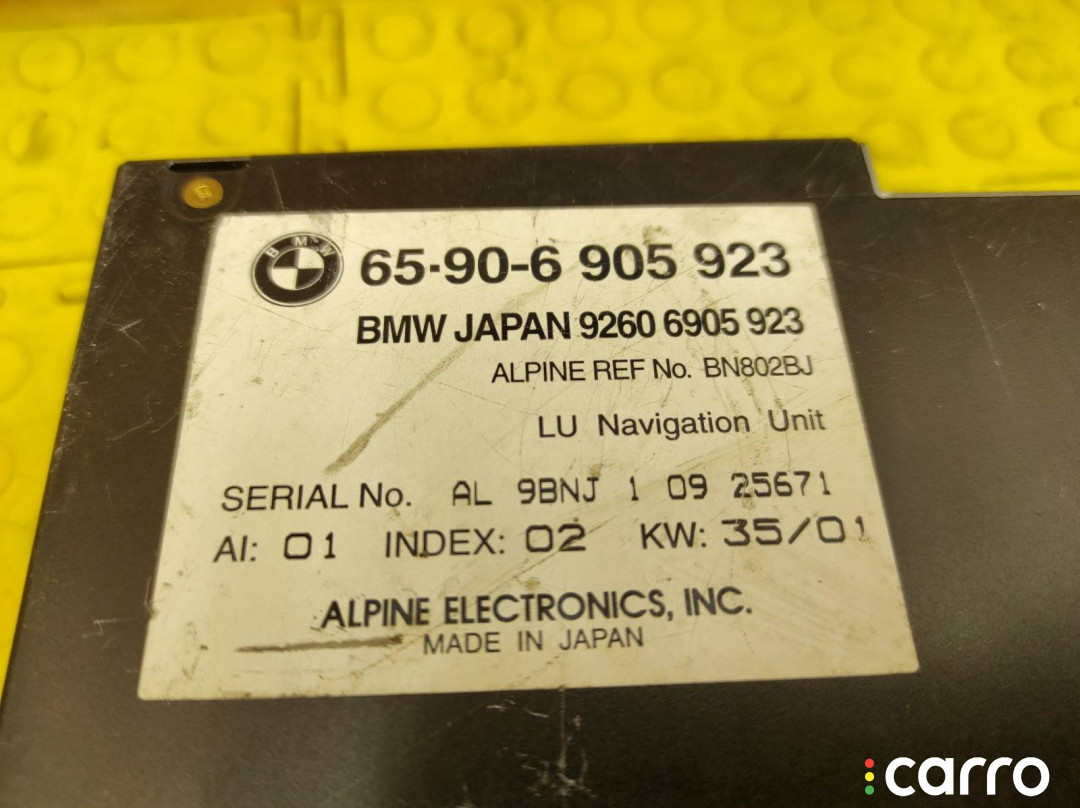 BMW
65-90-6 905 923
BMW JAPAN 9260 6905 923
ALPINE REF No. BN802BJ
LU Navigation Unit
SERIAL No. AL 9BNJ 1 09 25671
AI: 01 INDEX: 02 KW: 35/01
ALPINE ELECTRONICS, INC.
MADE IN JAPAN
carro